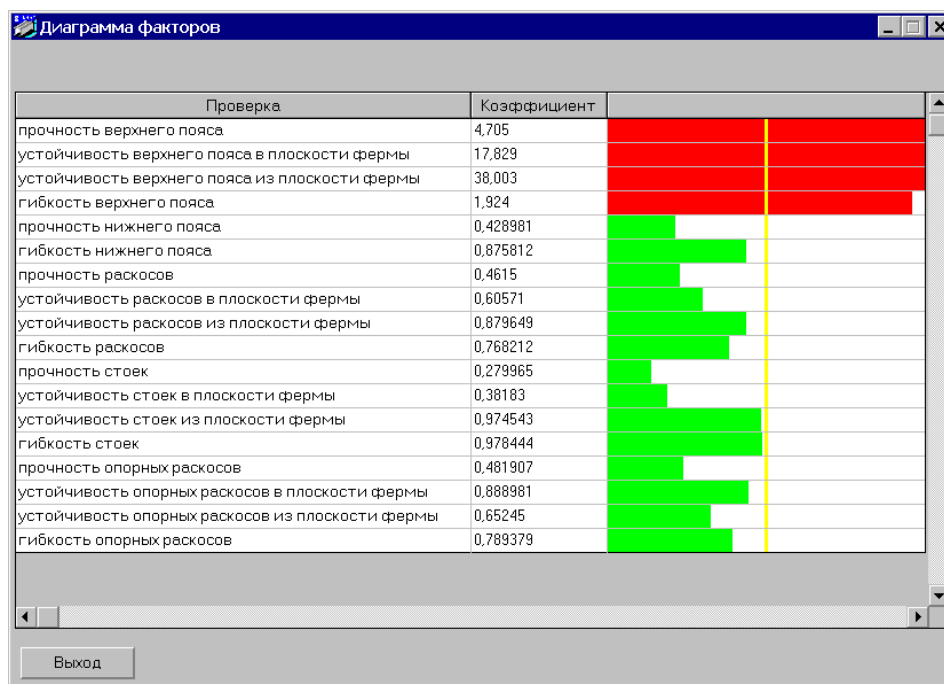 Диаграмма факторов
Проверка Коэффициент
прочность верхнего пояса 4,705
устойчивость верхнего пояса в плоскости фермы 17,829
устойчивость верхнего пояса из плоскости фермы 38,003
гибкость верхнего пояса 1,924
прочность нижнего пояса 0,428981
гибкость нижнего пояса 0,875812
прочность раскосов 0,4615
устойчивость раскосов в плоскости фермы 0,60571
устойчивость раскосов из плоскости фермы 0,879649
гибкость раскосов 0,768212
прочность стоек 0,279965
устойчивость стоек в плоскости фермы 0,38183
устойчивость стоек из плоскости фермы 0,974543
гибкость стоек 0,978444
прочность опорных раскосов 0,481907
устойчивость опорных раскосов в плоскости фермы 0,888981
устойчивость опорных раскосов из плоскости фермы 0,65245
гибкость опорных раскосов 0,789379
Выход